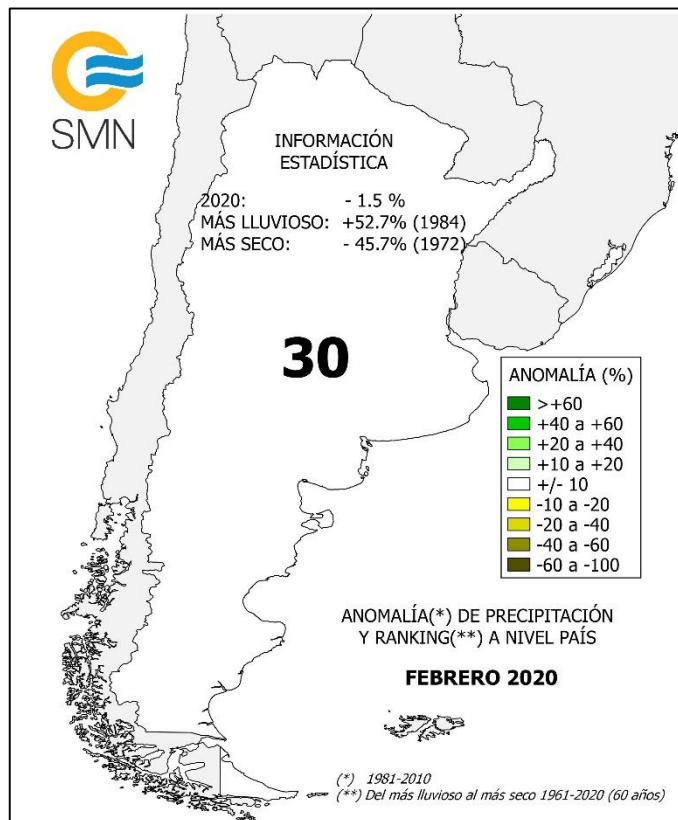 SMN
INFORMACIÓN
ESTADÍSTICA
2020: - 1.5 %
MÁS LLUVIOSO: +52.7% (1984)
MÁS SECO: - 45.7% (1972)
30
ANOMALÍA (%)
>+60
+40 a +60
+20 a +40
+10 a +20
+/- 10
-10 a -20
-20 a -40
-40 a -60
-60 a -100
ANOMALÍA(*) DE PRECIPITACIÓN
Y RANKING(**) A NIVEL PAÍS
FEBRERO 2020
(*) 1981-2010
(**) Del más lluvioso al más seco 1961-2020 (60 años)